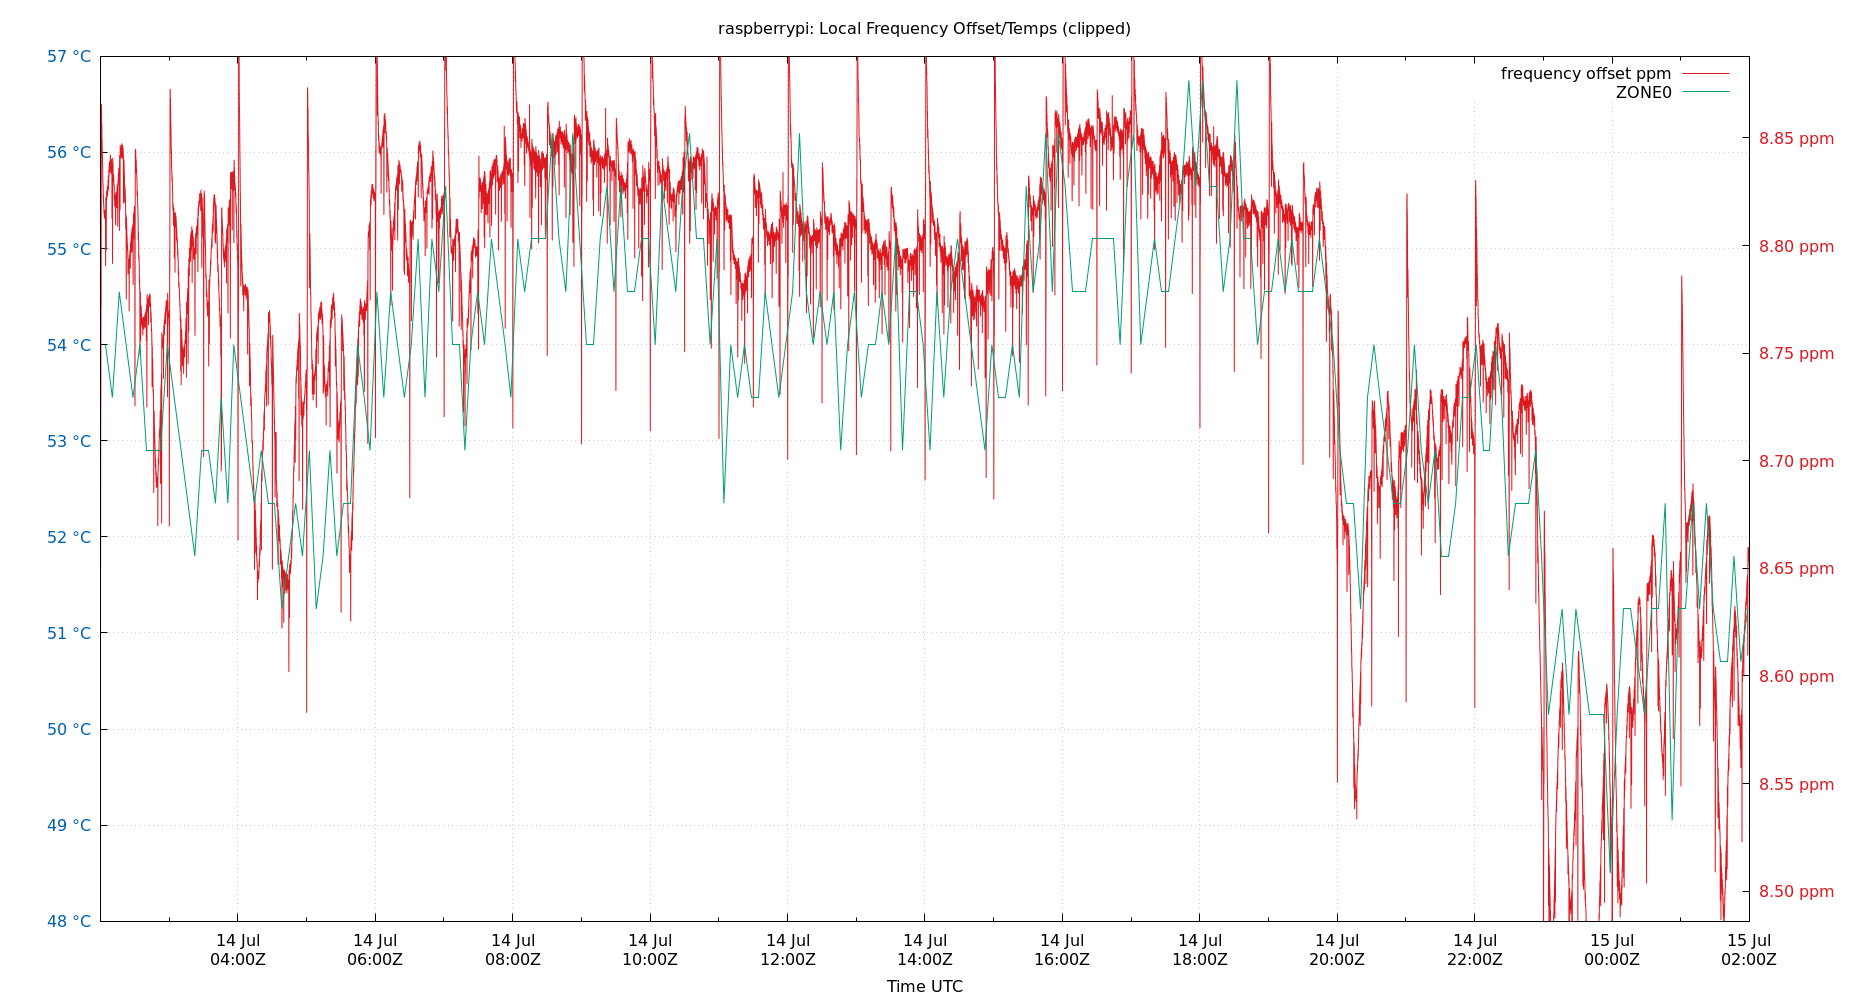 raspberrypi: Local Frequency Offset/Temps (clipped)
57 °C
56 °C
55 °C
54 °C
53 °C
52 °C
51 °C
50 °C
49 °C
48 °C
frequency offset ppm
ZONE0
8.85 ppm
8.80 ppm
8.75 ppm
8.70 ppm
8.65 ppm
8.60 ppm
8.55 ppm
8.50 ppm
14 Jul 14 Jul 14 Jul 14 Jul 14 Jul 14 Jul 14 Jul 14 Jul 14 Jul 14 Jul 15 Jul 15 Jul
04:00Z 06:00Z 08:00Z 10:00Z 12:00Z 14:00Z 16:00Z 18:00Z 20:00Z 22:00Z 00:00Z 02:00Z
Time UTC